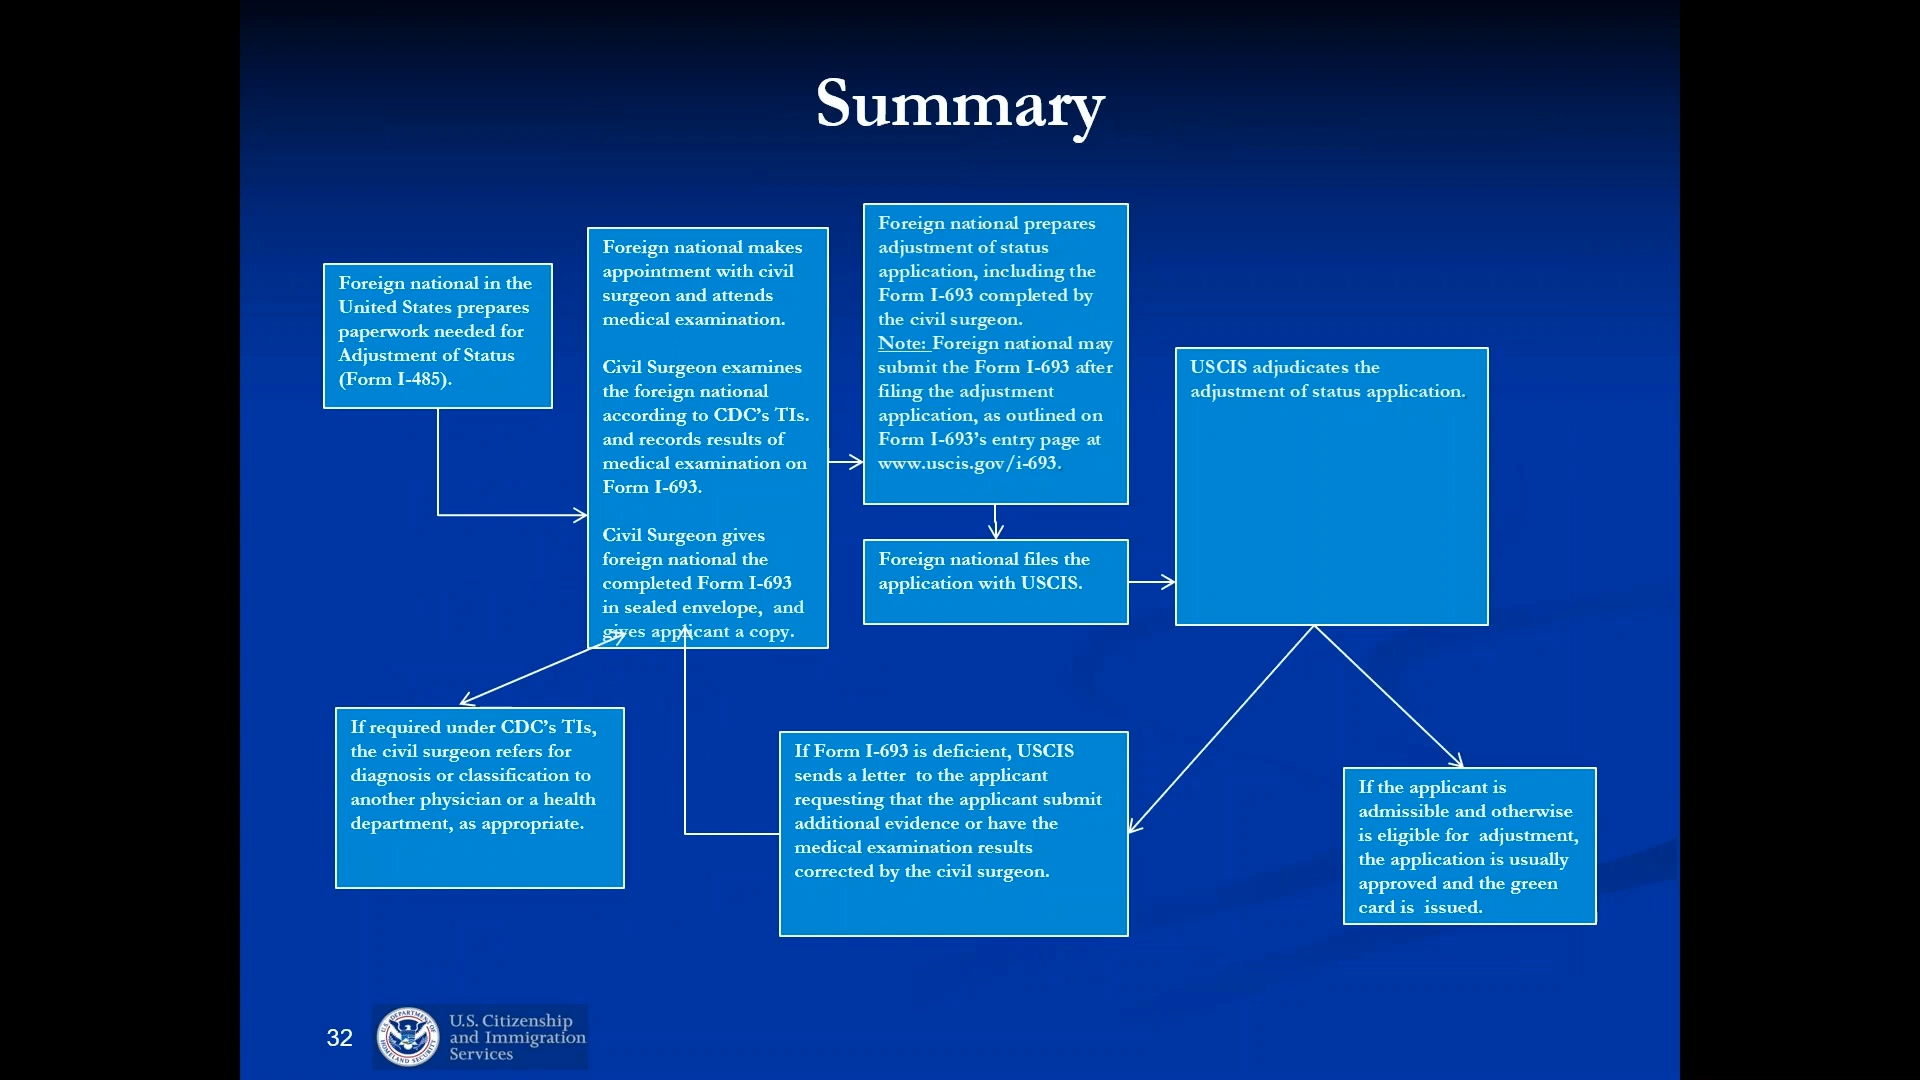 Summary
Foreign national in the
United States prepares
paperwork needed for
Adjustment of Status
(Form I-485).
Foreign national makes
appointment with civil
surgeon and attends
medical examination.
Civil Surgeon examines
the foreign national
according to CDC's TIs.
and records results of
medical examination on
Form I-693.
Civil Surgeon gives
foreign national the
completed Form I-693
in sealed envelope, and
gives applicant a copy.
Foreign national prepares
adjustment of status
application, including the
Form I-693 completed by
the civil surgeon.
Note: Foreign national may
submit the Form I-693 after
filing the adjustment
application, as outlined on
Form I-693's entry page at
www.uscis.gov/i-693.
Foreign national files the
application with USCIS.
USCIS adjudicates the
adjustment of status application.
If required under CDC's TIs,
the civil surgeon refers for
diagnosis or classification to
another physician or a health
department, as appropriate.
If Form I-693 is deficient, USCIS
sends a letter to the applicant
requesting that the applicant submit
additional evidence or have the
medical examination results
corrected by the civil surgeon.
If the applicant is
admissible and otherwise
is eligible for adjustment,
the application is usually
approved and the green
card is issued.
32
U.S. DEPARTMENT OF
HOMELAND SECURITY
U.S. Citizenship
and Immigration
Services